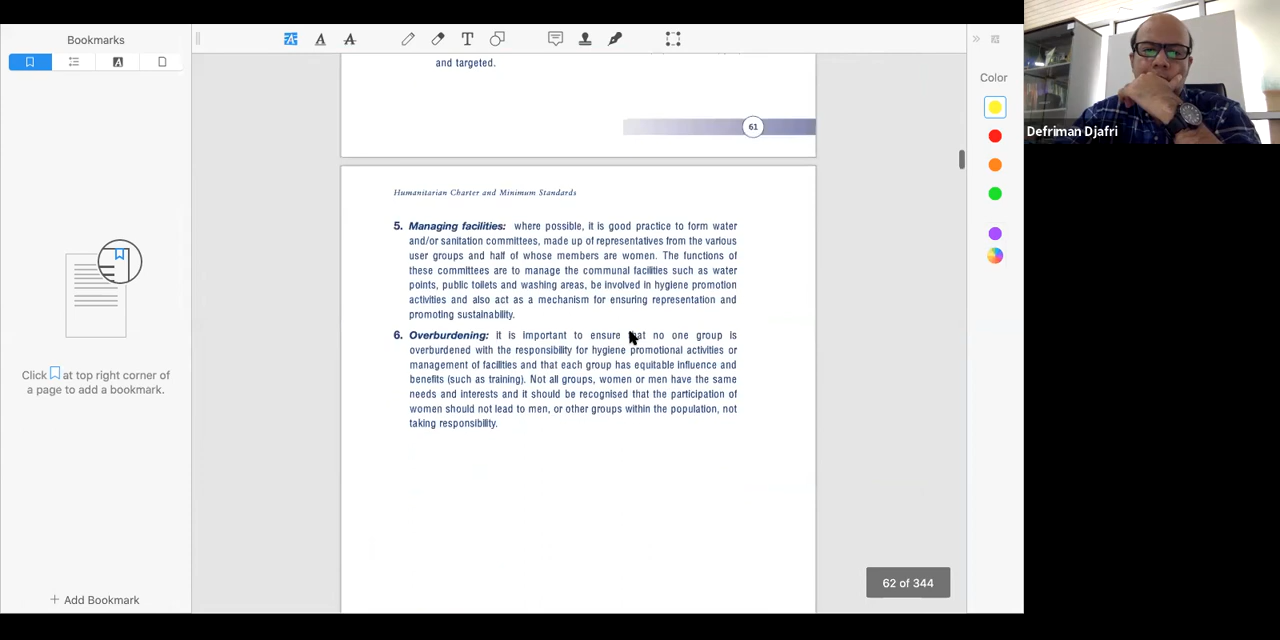 Bookmarks
and targeted.
61
Color
Defriman Djafri
Humanitarian Charter and Minimum Standards
5. Managing facilities: where possible, it is good practice to form water
and/or sanitation committees, made up of representatives from the various
user groups and half of whose members are women. The functions of
these committees are to manage the communal facilities such as water
points, public toilets and washing areas, be involved in hygiene promotion
activities and also act as a mechanism for ensuring representation and
promoting sustainability.
6. Overburdening: it is important to ensure that no one group is
overburdened with the responsibility for hygiene promotional activities or
management of facilities and that each group has equitable influence and
benefits (such as training). Not all groups, women or men have the same
needs and interests and it should be recognised that the participation of
women should not lead to men, or other groups within the population, not
taking responsibility.
Click at top right corner of
a page to add a bookmark.
62 of 344
+ Add Bookmark